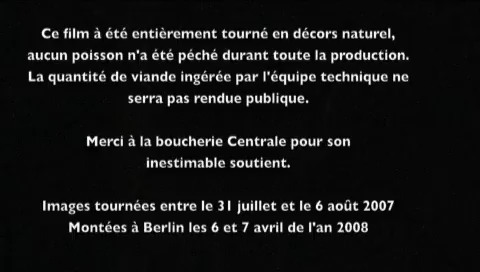 Ce film à été entièrement tourné en décors naturel,
aucun poisson n'a été péché durant toute la production.
La quantité de viande ingérée par l'équipe technique ne
serra pas rendue publique.
Merci à la boucherie Centrale pour son
inestimable soutient.
Images tournées entre le 31 juillet et le 6 août 2007
Montées à Berlin les 6 et 7 avril de l'an 2008